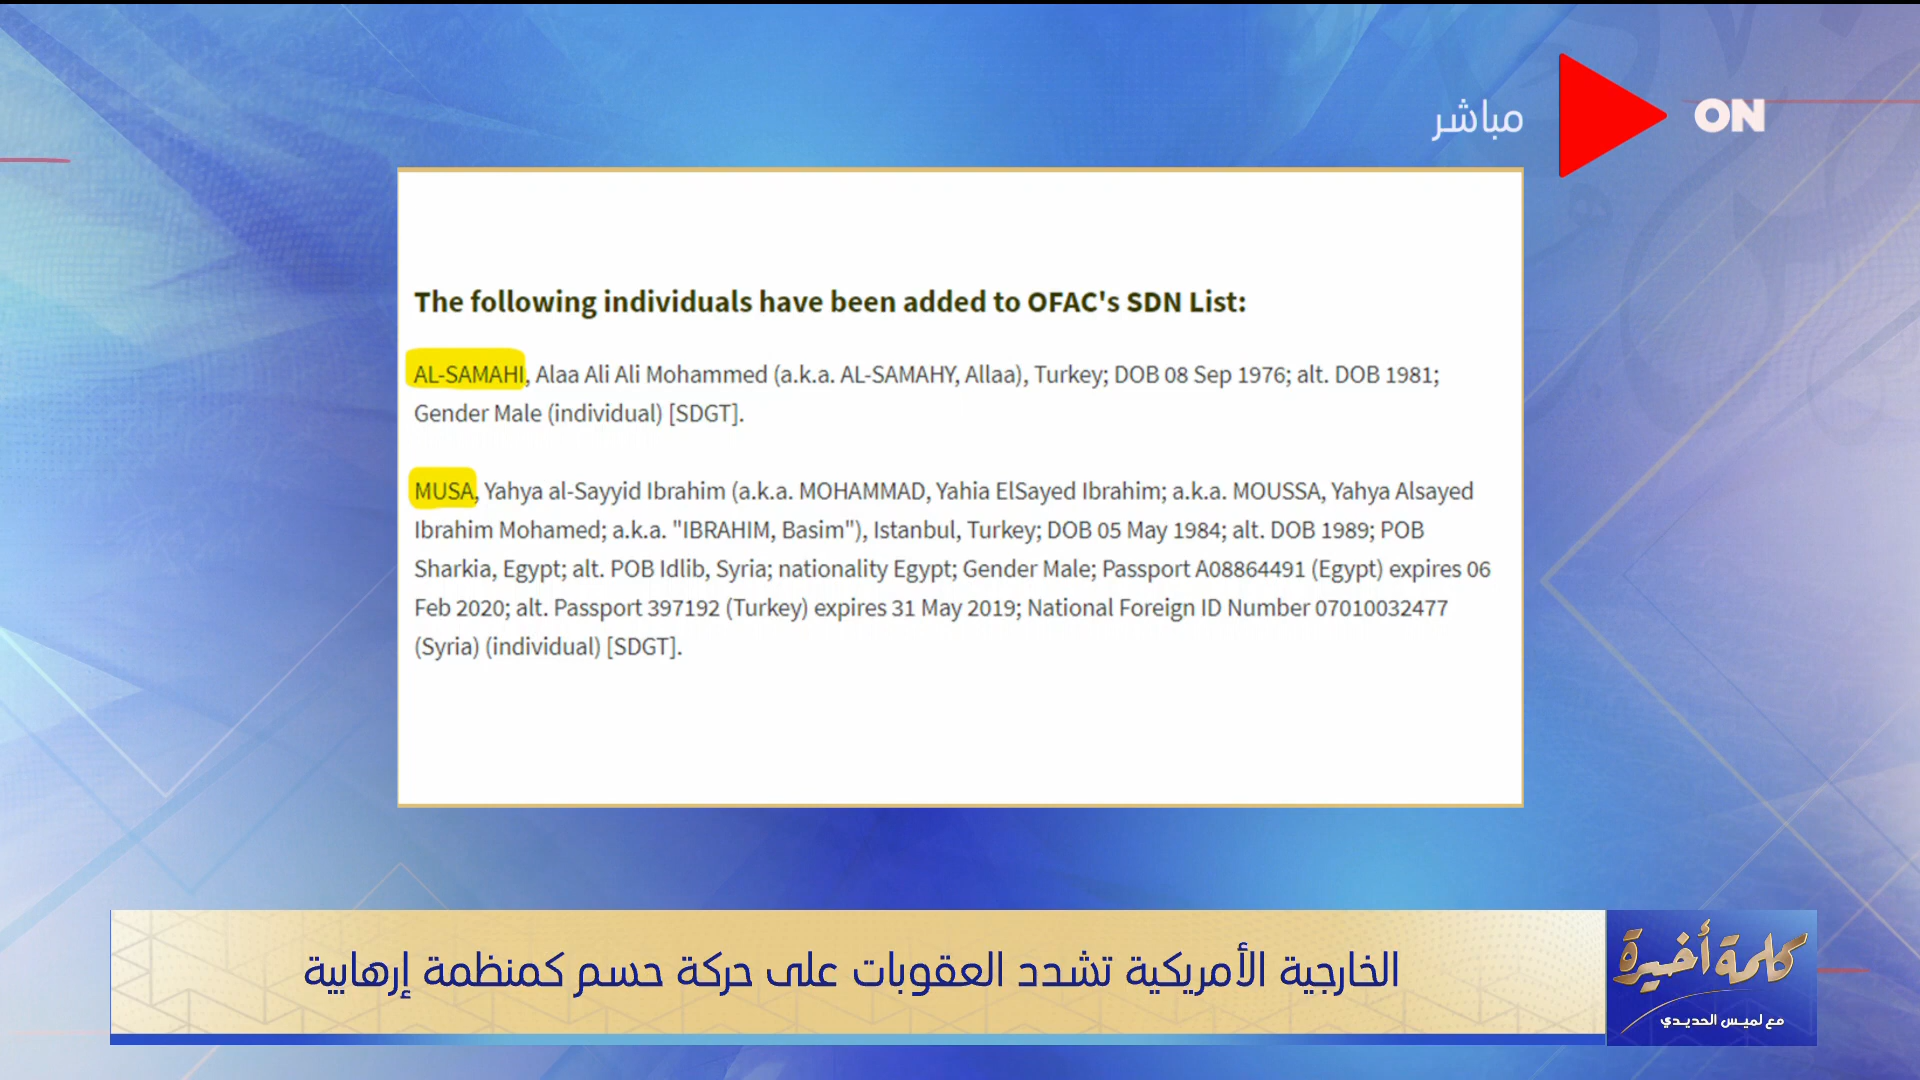 مباشر
ON
The following individuals have been added to OFAC's SDN List:
AL-SAMAHI, Alaa Ali Ali Mohammed (a.k.a. AL-SAMAHY, Allaa), Turkey; DOB 08 Sep 1976; alt. DOB 1981;
Gender Male (individual) [SDGT].
MUSA, Yahya al-Sayyid Ibrahim (a.k.a. MOHAMMAD, Yahia ElSayed Ibrahim; a.k.a. MOUSSA, Yahya Alsayed
Ibrahim Mohamed; a.k.a. "IBRAHIM, Basim"), Istanbul, Turkey; DOB 05 May 1984; alt. DOB 1989; POB
Sharkia, Egypt; alt. POB Idlib, Syria; nationality Egypt; Gender Male; Passport A08864491 (Egypt) expires 06
Feb 2020; alt. Passport 397192 (Turkey) expires 31 May 2019; National Foreign ID Number 07010032477
(Syria) (individual) [SDGT].
الخارجية الأمريكية تشدد العقوبات على حركة حسم كمنظمة إرهابية
كلمة أخيرة
مع لميس الحديدي